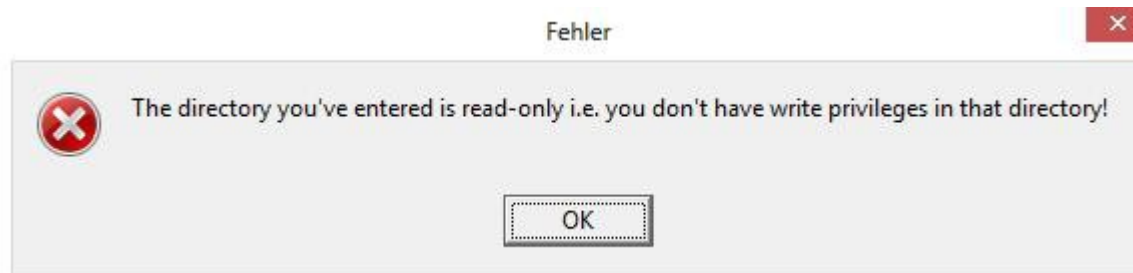 Fehler
The directory you've entered is read-only i.e. you don't have write privileges in that directory!
OK